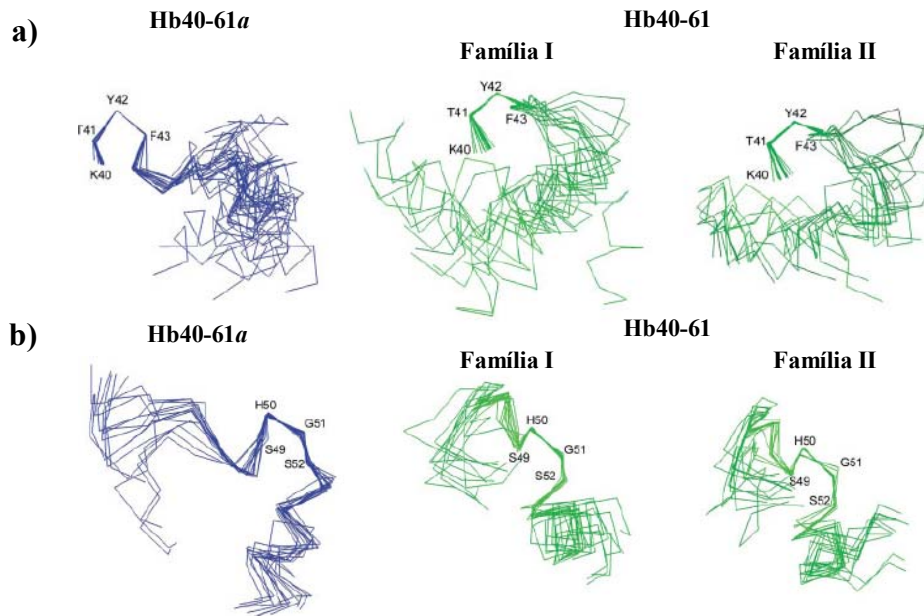 Hb40-61a
Hb40-61
a)
Família I
Família II
Y42
T41
F43
K40
Y42
T41
F43
K40
Y42
T41
F43
K40
b)
Hb40-61a
Hb40-61
Família I
Família II
H50
G51
S49
S52
H50
G51
S49
S52
H50
G51
S49
S52